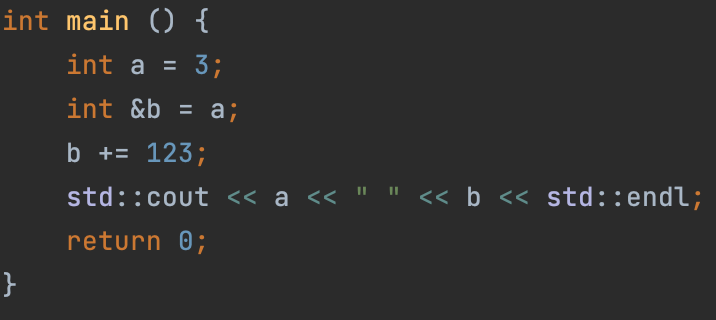 int main () {
    int a = 3;
    int &b = a;
    b += 123;
    std::cout << a << " " << b << std::endl;
    return 0;
}